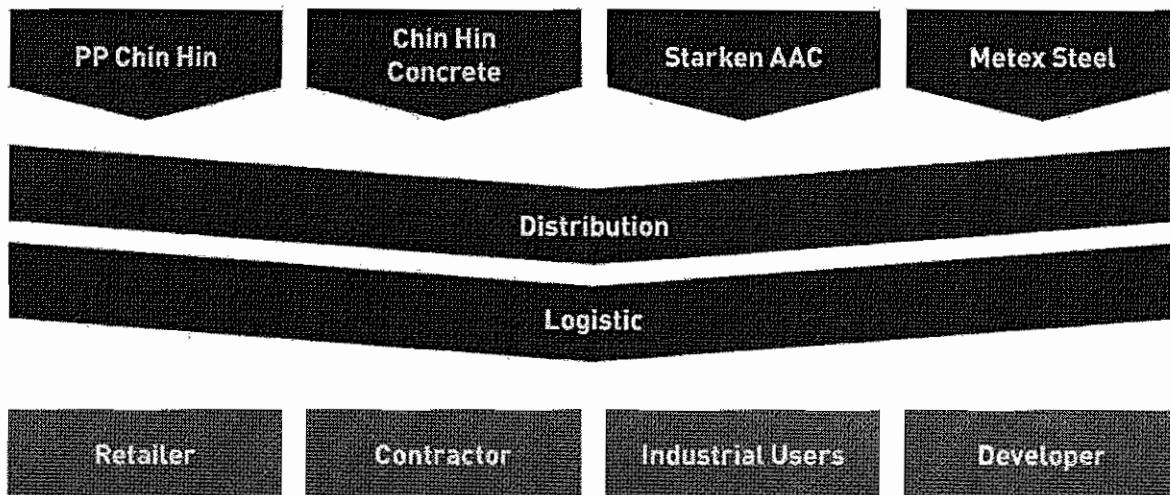 PP Chin Hin
Chin Hin
Concrete
Starken AAC
Metex Steel
Distribution
Logistic
Retailer
Contractor
Industrial Users
Developer